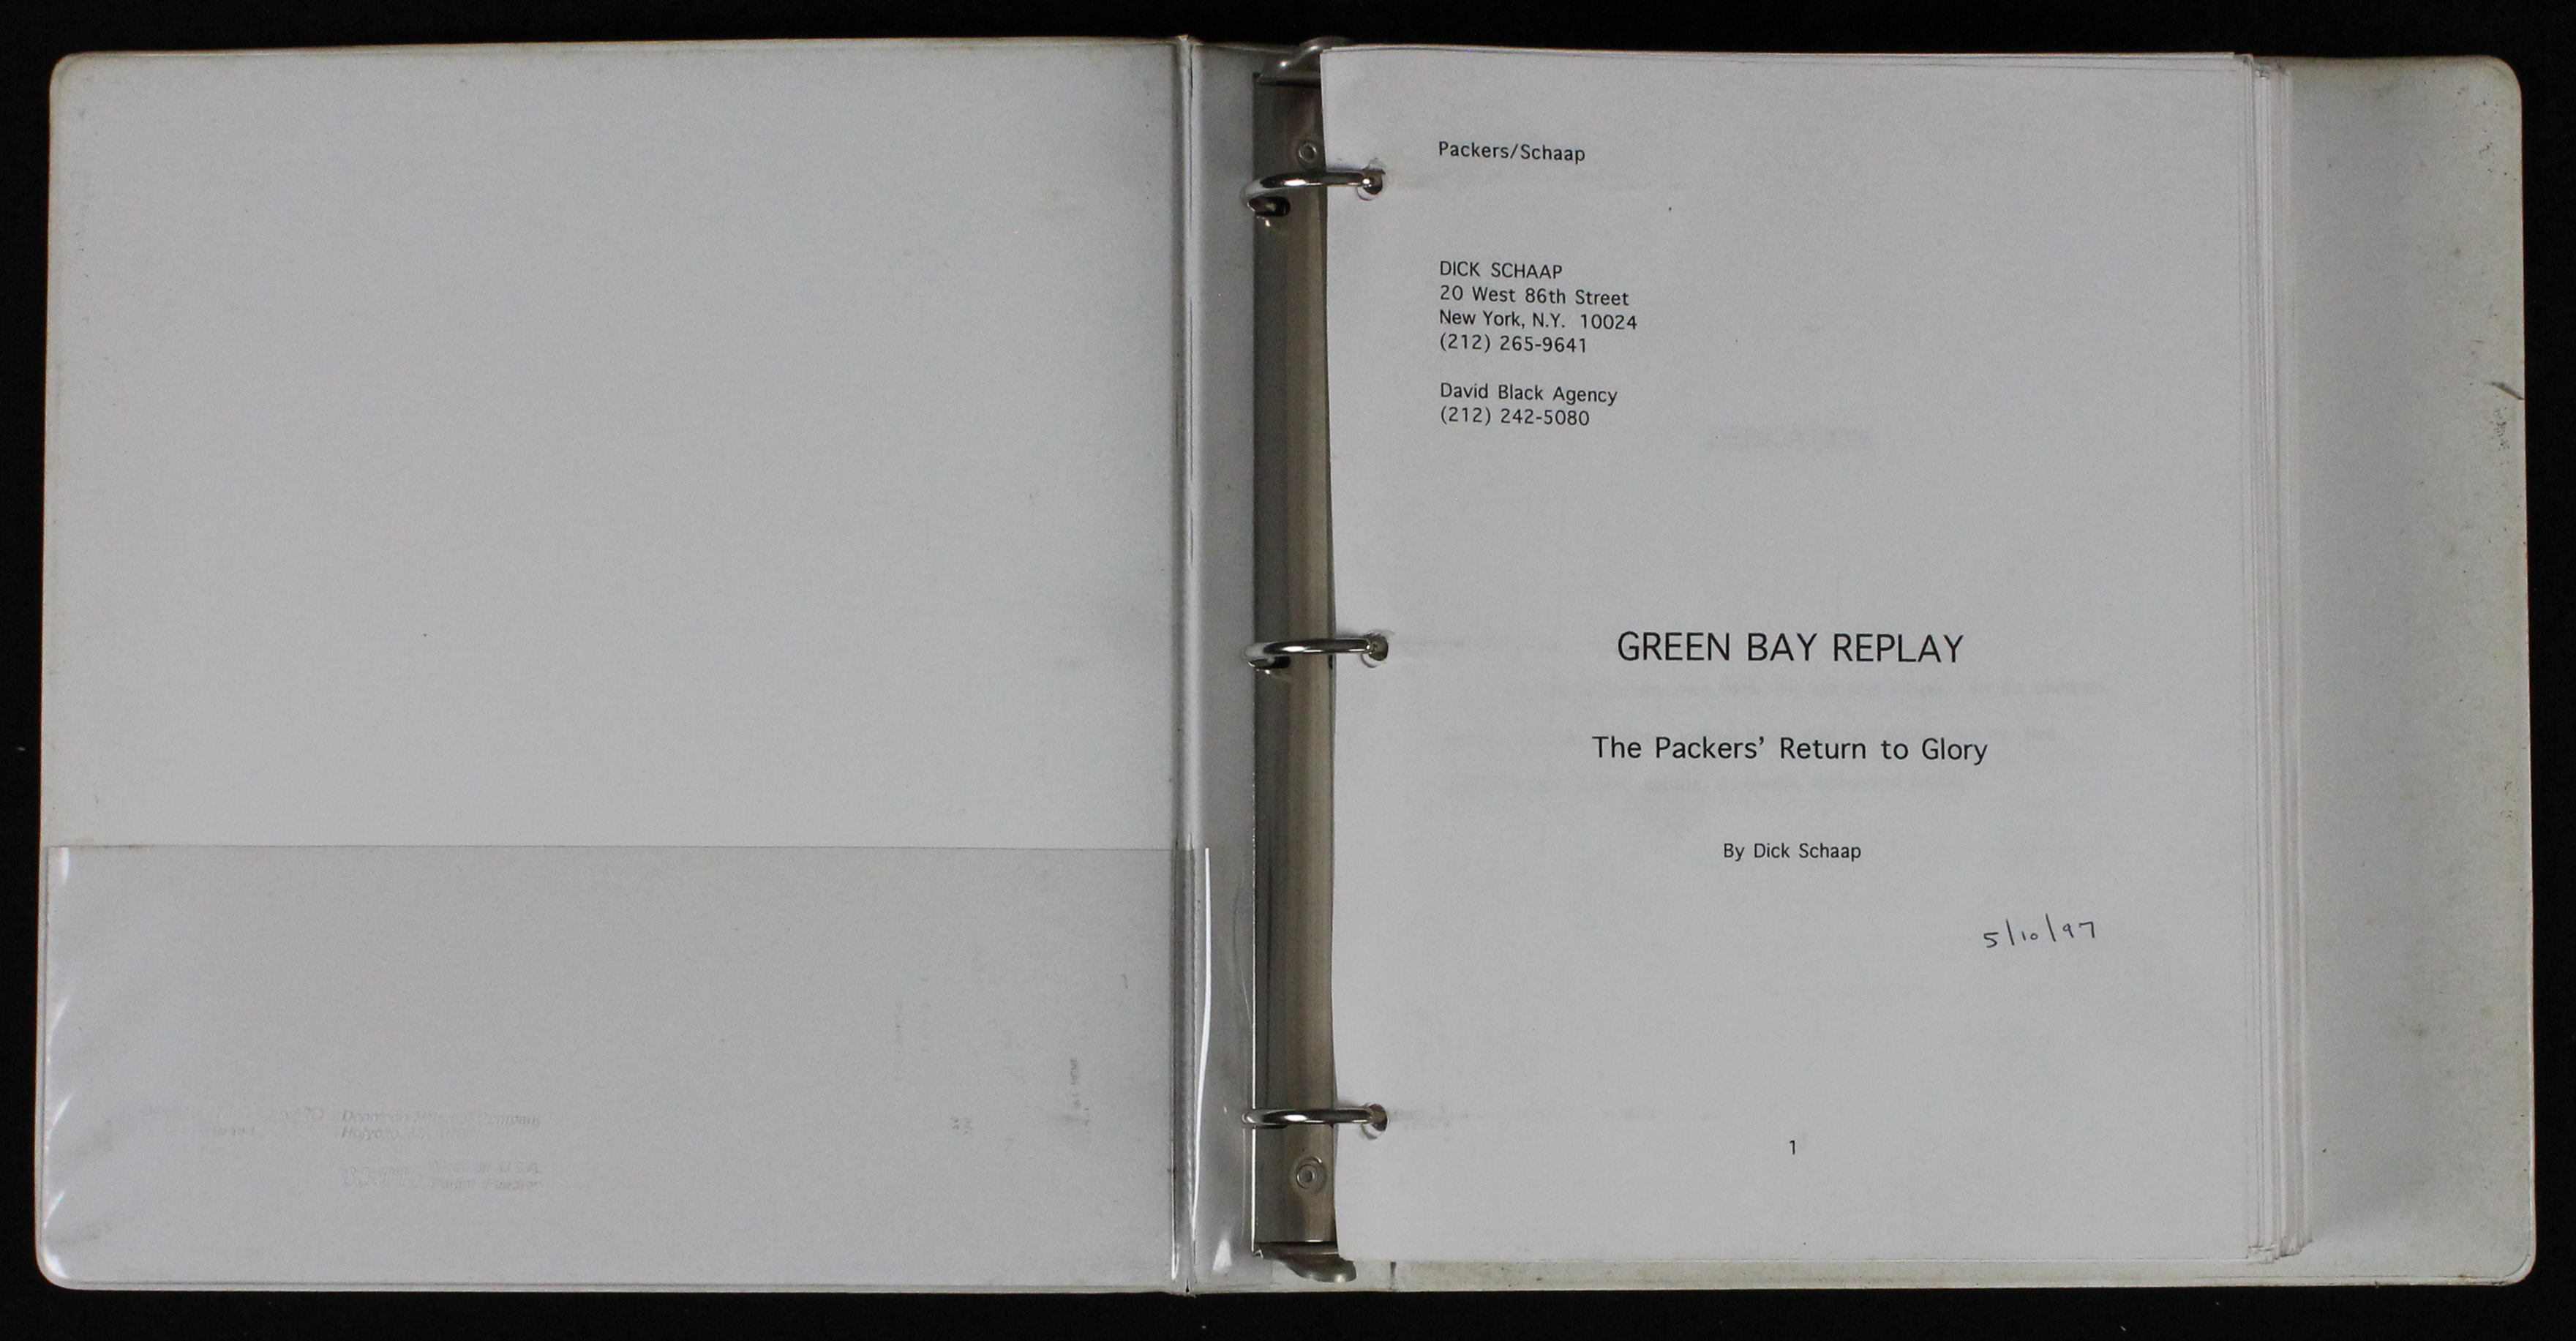 Packers/Schaap
DICK SCHAAP
20 West 86th Street
New York, N.Y. 10024
(212) 265-9641
David Black Agency
(212) 242-5080
GREEN BAY REPLAY
The Packers' Return to Glory
By Dick Schaap
5/10/97
1